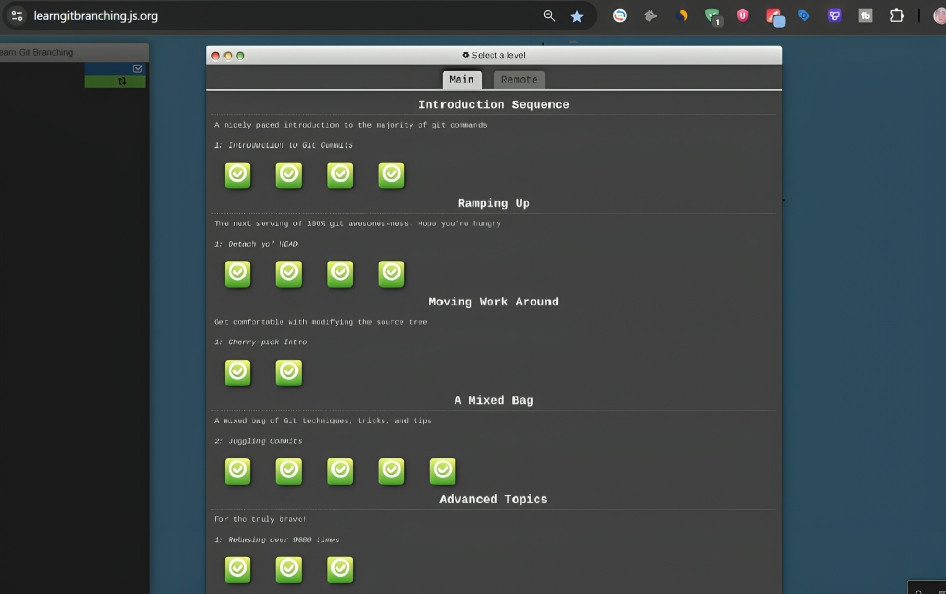 learngitbranching.js.org
1
fb
earn Git Branching
Select a level
Main Remote
Introduction Sequence
A nicely paced introduction to the majority of git commands
1: Introduction to Git Commits
Ramping Up
The next serving of 100% git awesomes-ness. Hope you're hungry
1: Detach yo' HEAD
Moving Work Around
Get comfortable with modifying the source tree
1: Cherry-pick Intro
A Mixed Bag
A mixed bag of Git techniques, tricks, and tips
2: Juggling Commits
Advanced Topics
For the truly brave!
1: Rebasing over 9000 times